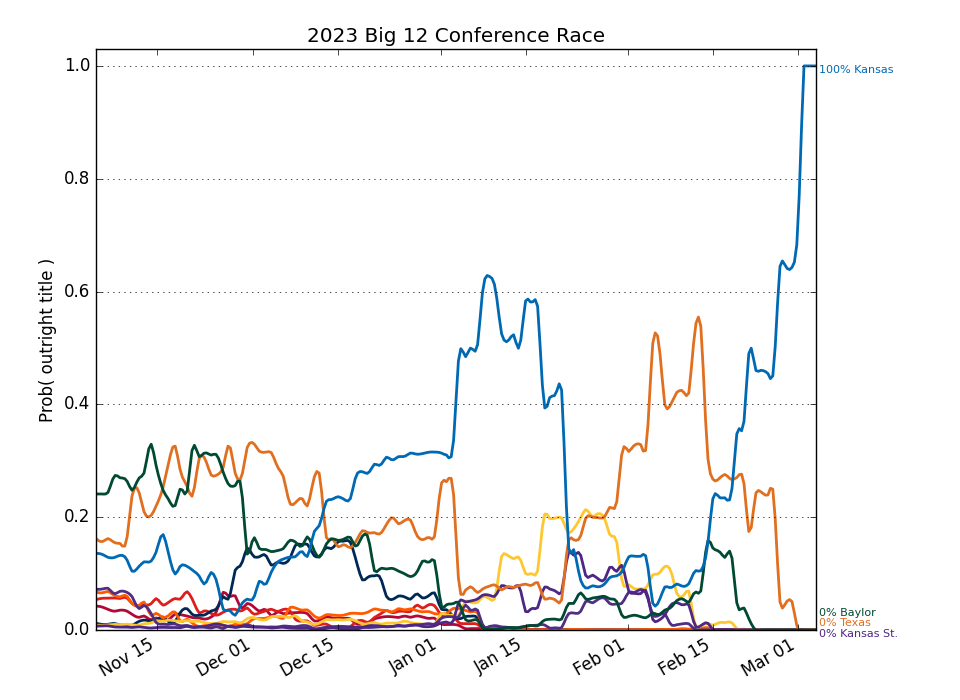 2023 Big 12 Conference Race
Prob( outright title )
1.0
0.8
0.6
0.4
0.2
0.0
100% Kansas
0% Baylor
0% Texas
0% Kansas St.
Nov 15
Dec 01
Dec 15
Jan 01
Jan 15
Feb 01
Feb 15
Mar 01